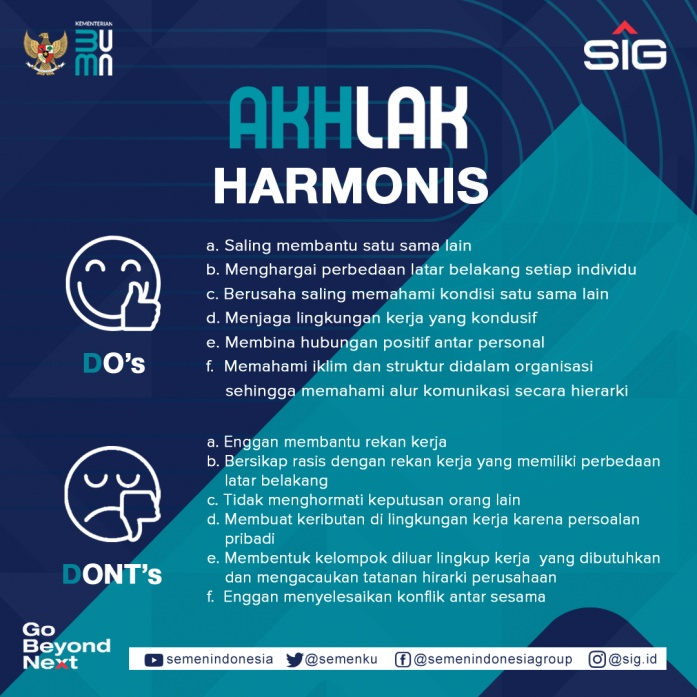 KEMENTERIAN
BUMN
SIG
AKHLAK
HARMONIS
a. Saling membantu satu sama lain
b. Menghargai perbedaan latar belakang setiap individu
c. Berusaha saling memahami kondisi satu sama lain
d. Menjaga lingkungan kerja yang kondusif
e. Membina hubungan positif antar personal
f. Memahami iklim dan struktur didalam organisasi
sehingga memahami alur komunikasi secara hierarki
DO's
a. Enggan membantu rekan kerja
b. Bersikap rasis dengan rekan kerja yang memiliki perbedaan
latar belakang
c. Tidak menghormati keputusan orang lain
d. Membuat keributan di lingkungan kerja karena persoalan
pribadi
e. Membentuk kelompok diluar lingkup kerja yang dibutuhkan
dan mengacaukan tatanan hirarki perusahaan
f. Enggan menyelesaikan konflik antar sesama
DONT's
Go
Beyond
Next
semenindonesia @semenku @semenindonesiagroup @sig.id